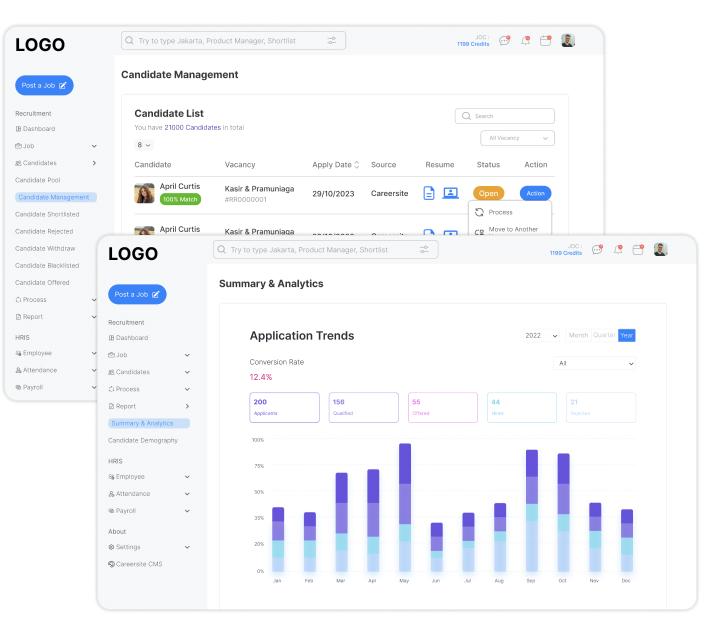 LOGO
Try to type Jakarta, Product Manager, Shortlist
JOC :
1199 Credits
Post a Job
Candidate Management
Recruitment
Dashboard
Job
Candidates
Candidate Pool
Candidate Management
Candidate Shortlisted
Candidate Rejected
Candidate Withdraw
Candidate Blacklisted
Candidate Offered
Process
Report
HRIS
Employee
Attendance
Payroll
Candidate List
You have 21000 Candidates in total
Search
All Vacancy
8
Candidate Vacancy Apply Date Source Resume Status Action
April Curtis Kasir & Pramuniaga 29/10/2023 Careersite Open Action
100% Match #RR0000001
Process
April Curtis Kasir & Pramuniaga
Move to Another
LOGO
Try to type Jakarta, Product Manager, Shortlist
JOC :
1199 Credits
Post a Job
Summary & Analytics
Recruitment
Dashboard
Job
Candidates
Process
Report
Summary & Analytics
Candidate Demography
HRIS
Employee
Attendance
Payroll
About
Settings
Careersite CMS
Application Trends
2022 Month Quarter Year
Conversion Rate
All
12.4%
200 156 55 44 21
Applicants Qualified Offered
100%
75%
50%
35%
20%
0%
Jan Feb Mar Apr May Jun Jul Aug Sep Oct Nov Dec